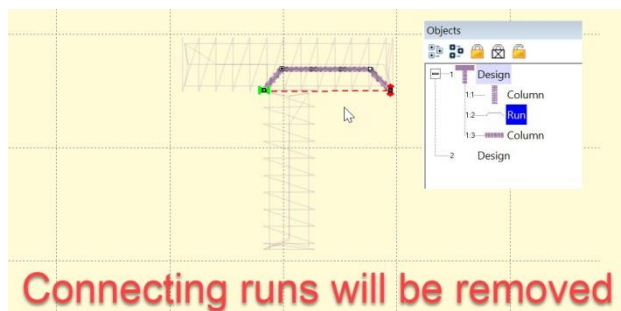 Objects
1 Design
1:1 Column
1:2 Run
1:3 Column
2 Design
Connecting runs will be removed